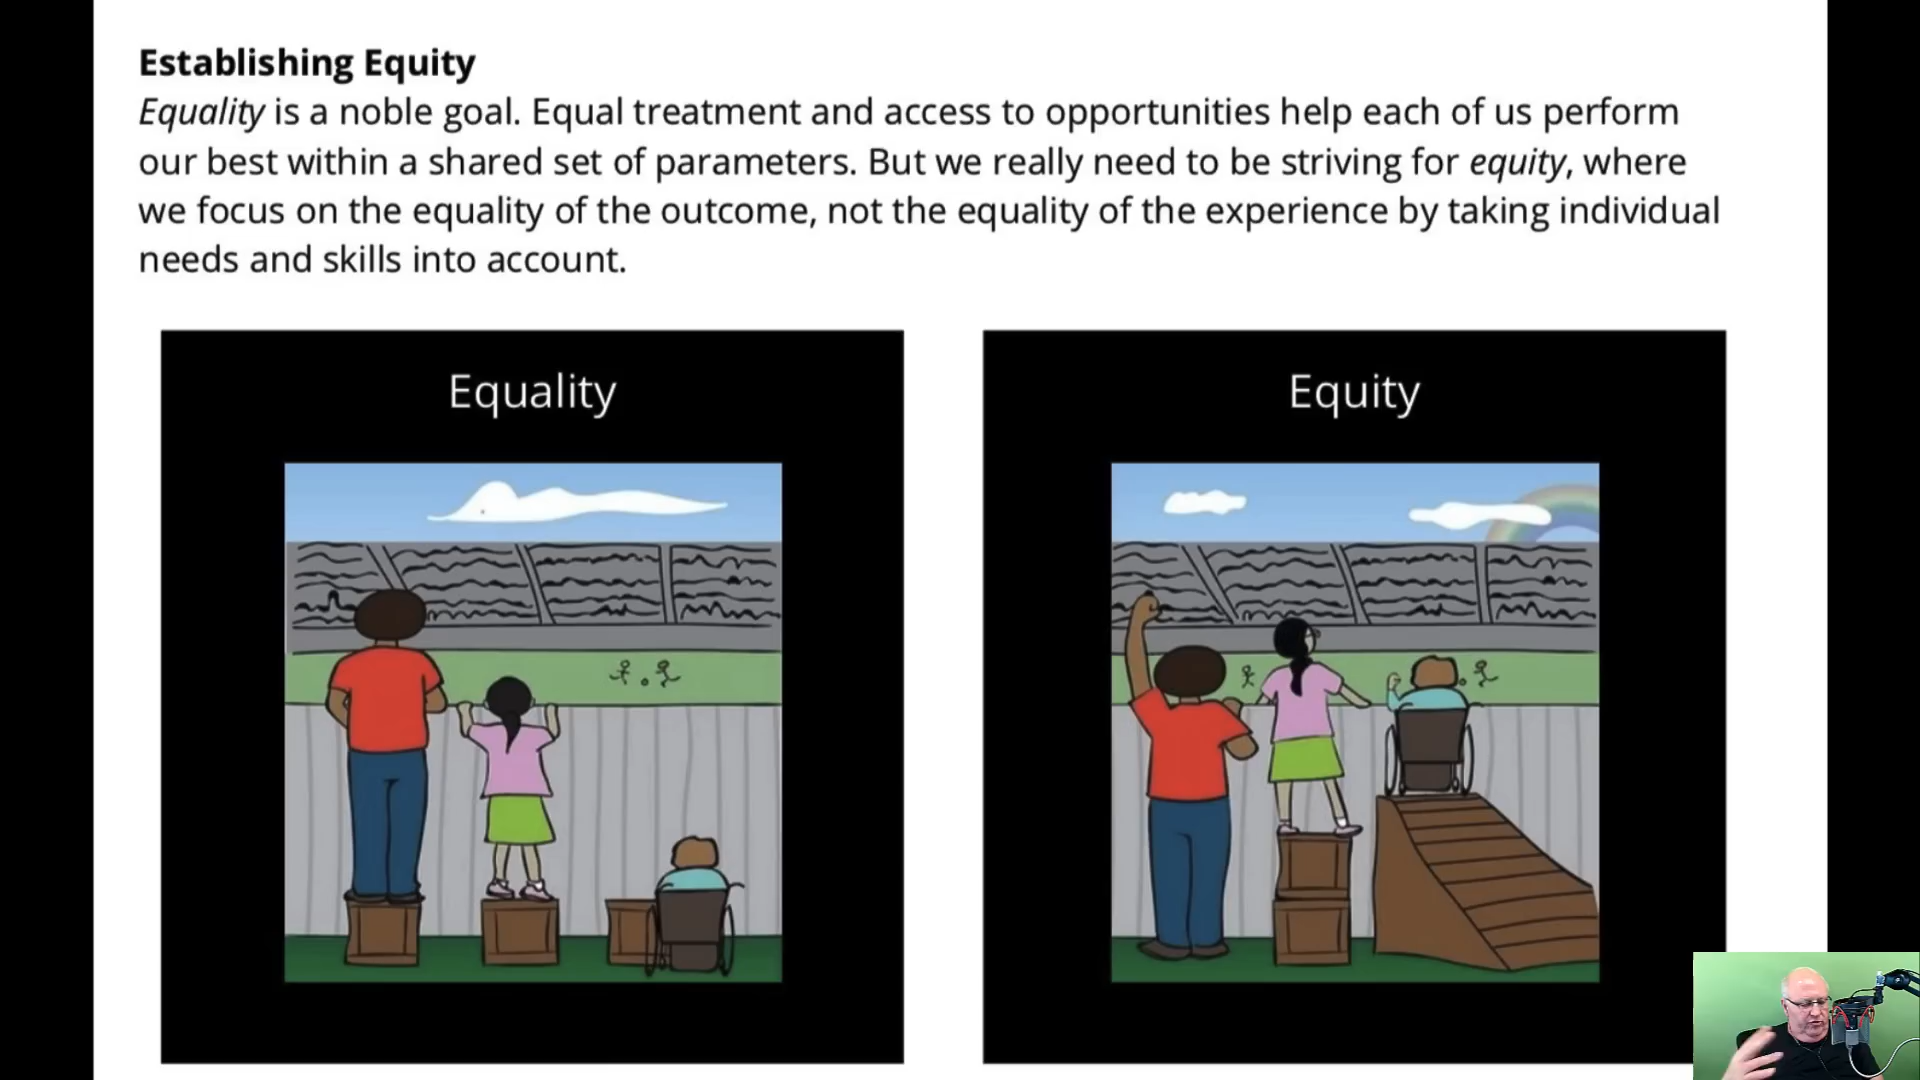 Establishing Equity
Equality is a noble goal. Equal treatment and access to opportunities help each of us perform
our best within a shared set of parameters. But we really need to be striving for equity, where
we focus on the equality of the outcome, not the equality of the experience by taking individual
needs and skills into account.
Equality
Equity